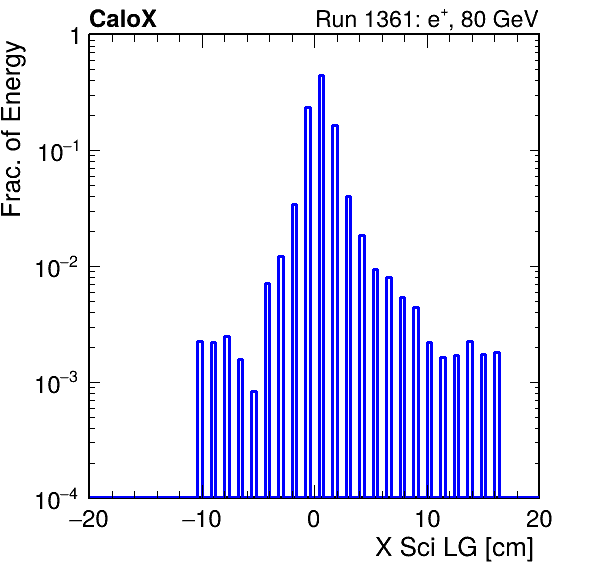 CaloX Run 1361: e⁺, 80 GeV
Frac. of Energy
1
10⁻¹
10⁻²
10⁻³
10⁻⁴
−20 −10 0 10 20
X Sci LG [cm]